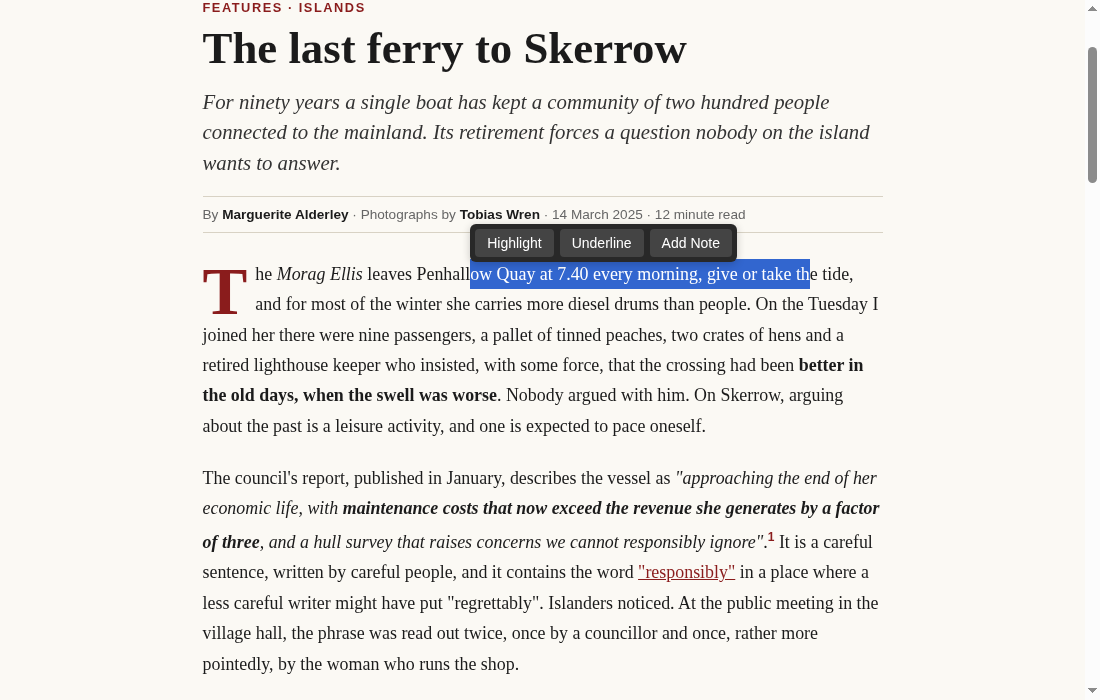 FEATURES · ISLANDS
The last ferry to Skerrow
For ninety years a single boat has kept a community of two hundred people
connected to the mainland. Its retirement forces a question nobody on the island
wants to answer.
By Marguerite Alderley · Photographs by Tobias Wren · 14 March 2025 · 12 minute read
Highlight Underline Add Note
The Morag Ellis leaves Penhallow Quay at 7.40 every morning, give or take the tide,
and for most of the winter she carries more diesel drums than people. On the Tuesday I
joined her there were nine passengers, a pallet of tinned peaches, two crates of hens and a
retired lighthouse keeper who insisted, with some force, that the crossing had been better in
the old days, when the swell was worse. Nobody argued with him. On Skerrow, arguing
about the past is a leisure activity, and one is expected to pace oneself.
The council's report, published in January, describes the vessel as "approaching the end of her
economic life, with maintenance costs that now exceed the revenue she generates by a factor
of three, and a hull survey that raises concerns we cannot responsibly ignore".1 It is a careful
sentence, written by careful people, and it contains the word "responsibly" in a place where a
less careful writer might have put "regrettably". Islanders noticed. At the public meeting in the
village hall, the phrase was read out twice, once by a councillor and once, rather more
pointedly, by the woman who runs the shop.